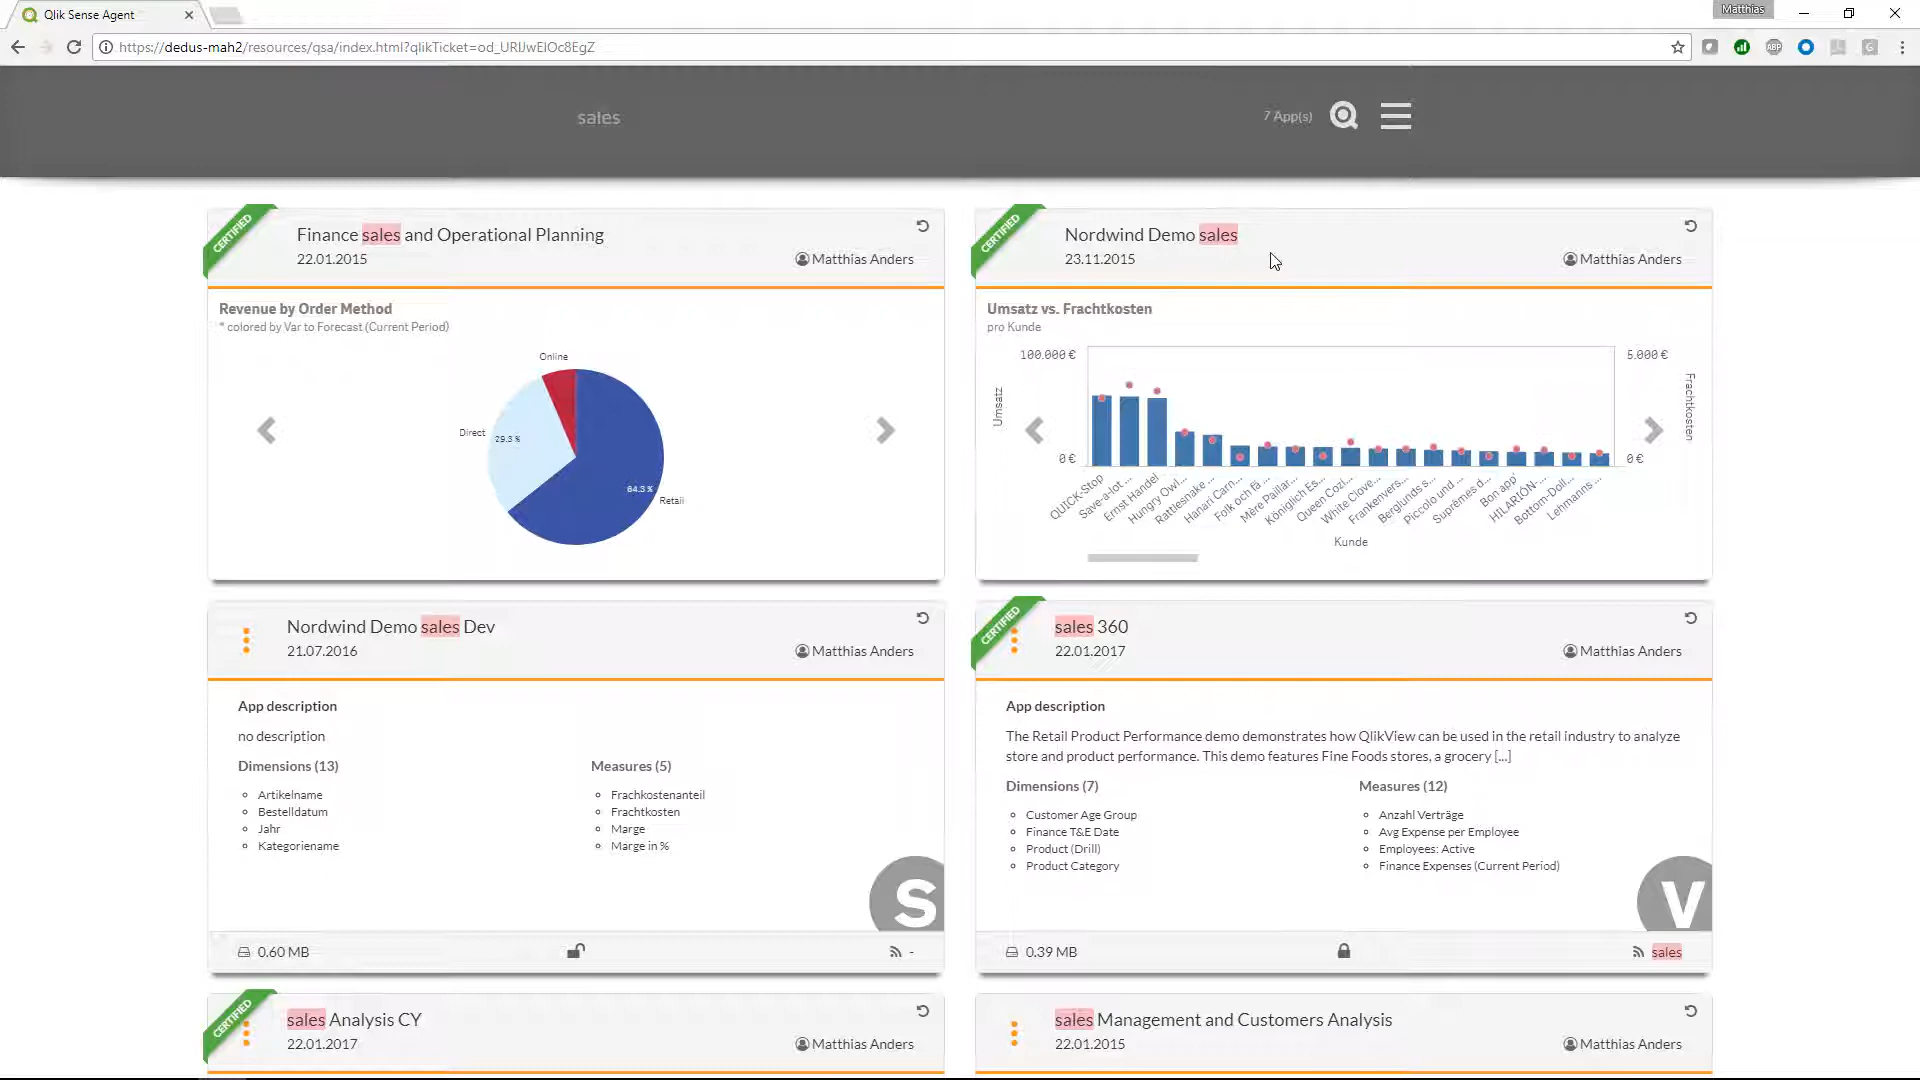 Qlik Sense Agent
Matthias
https://dedus-mah2/resources/qsa/index.html?qlikTicket=od_URIJwEIOc8EgZ
ABP
sales
7 App(s)
CERTIFIED
Finance sales and Operational Planning
22.01.2015
Matthias Anders
Revenue by Order Method
* colored by Var to Forecast (Current Period)
Online
Direct
29.3 %
64.3 %
Retail
CERTIFIED
Nordwind Demo sales
23.11.2015
Matthias Anders
Umsatz vs. Frachtkosten
pro Kunde
100.000 €
5.000 €
Umsatz
Frachtkosten
0 €
0 €
QUICK-Stop
Save-a-lot ...
Ernst Handel
Hungry Owl...
Rattlesnake ...
Hanari Carn...
Folk och fä...
Mère Paillar...
Königlich Es...
Queen Cozi...
White Clove...
Frankenvers...
Berglunds s...
Piccolo und ...
Suprêmes d...
Bon app'
HILARIÓN-...
Bottom-Doll...
Lehmanns ...
Kunde
Nordwind Demo sales Dev
21.07.2016
Matthias Anders
App description
no description
Dimensions (13)
Artikelname
Bestelldatum
Jahr
Kategoriename
Measures (5)
Frachkostenanteil
Frachtkosten
Marge
Marge in %
S
0.60 MB
-
CERTIFIED
sales 360
22.01.2017
Matthias Anders
App description
The Retail Product Performance demo demonstrates how QlikView can be used in the retail industry to analyze
store and product performance. This demo features Fine Foods stores, a grocery [...]
Dimensions (7)
Customer Age Group
Finance T&E Date
Product (Drill)
Product Category
Measures (12)
Anzahl Verträge
Avg Expense per Employee
Employees: Active
Finance Expenses (Current Period)
V
0.39 MB
sales
CERTIFIED
sales Analysis CY
22.01.2017
Matthias Anders
sales Management and Customers Analysis
22.01.2015
Matthias Anders